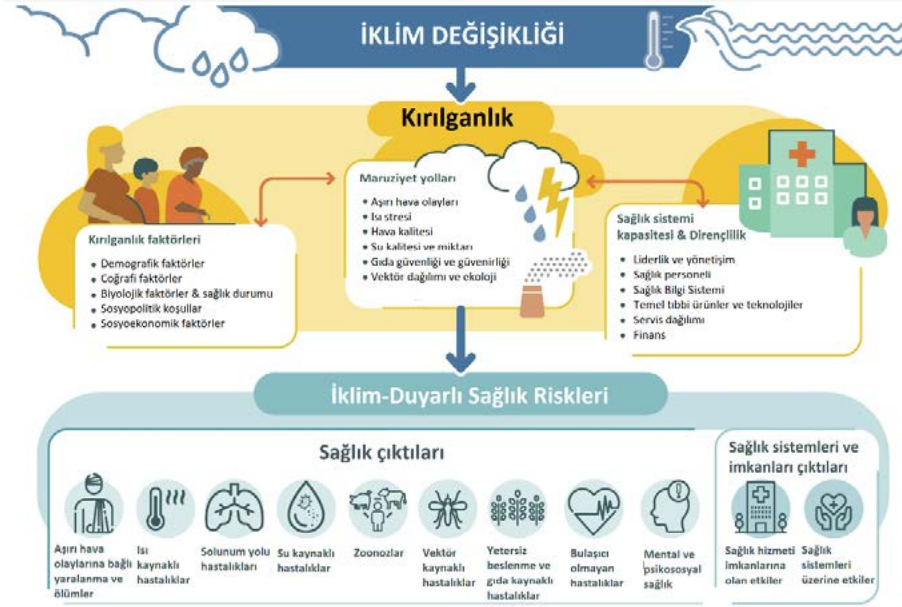 İKLİM DEĞİŞİKLİĞİ
Kırılganlık
Kırılganlık faktörleri
• Demografik faktörler
• Coğrafi faktörler
• Biyolojik faktörler & sağlık durumu
• Sosyopolitik koşullar
• Sosyoekonomik faktörler
Maruziyet yolları
• Aşırı hava olayları
• Isı stresi
• Hava kalitesi
• Su kalitesi ve miktarı
• Gıda güvenliği ve güvenirliği
• Vektör dağılımı ve ekoloji
Sağlık sistemi
kapasitesi & Dirençlilik
• Liderlik ve yönetişim
• Sağlık personeli
• Sağlık Bilgi Sistemi
• Temel tıbbi ürünler ve teknolojiler
• Servis dağılımı
• Finans
İklim-Duyarlı Sağlık Riskleri
Sağlık çıktıları
Aşırı hava
olaylarına bağlı
yaralanma ve
ölümler
Isı
kaynaklı
hastalıklar
Solunum yolu
hastalıkları
Su kaynaklı
hastalıklar
Zoonozlar
Vektör
kaynaklı
hastalıklar
Yetersiz
beslenme ve
gıda kaynaklı
hastalıklar
Bulaşıcı
olmayan
hastalıklar
Mental ve
psikososyal
sağlık
Sağlık sistemleri ve
imkanları çıktıları
Sağlık hizmeti
imkanlarına
olan etkiler
Sağlık
sistemleri
üzerine etkiler